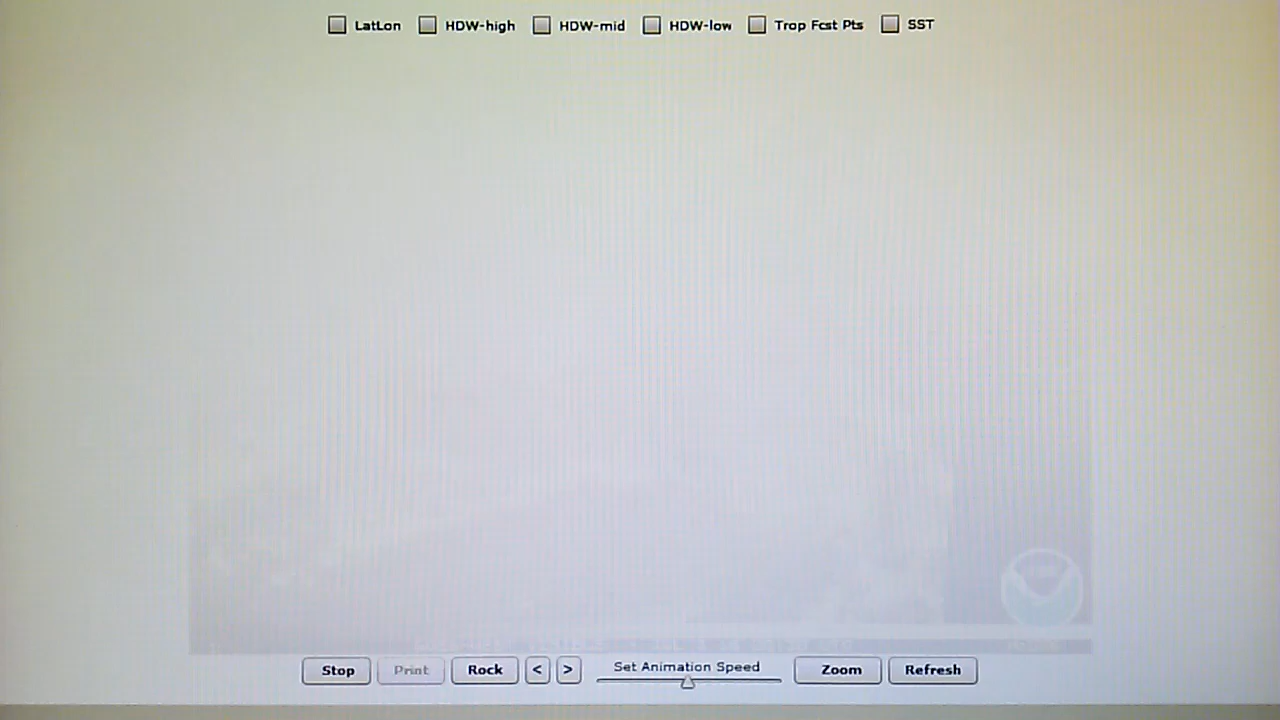 LatLon HDW-high HDW-mid HDW-low Trop Fcst Pts SST
Set Animation Speed
Stop Print Rock < > Zoom Refresh